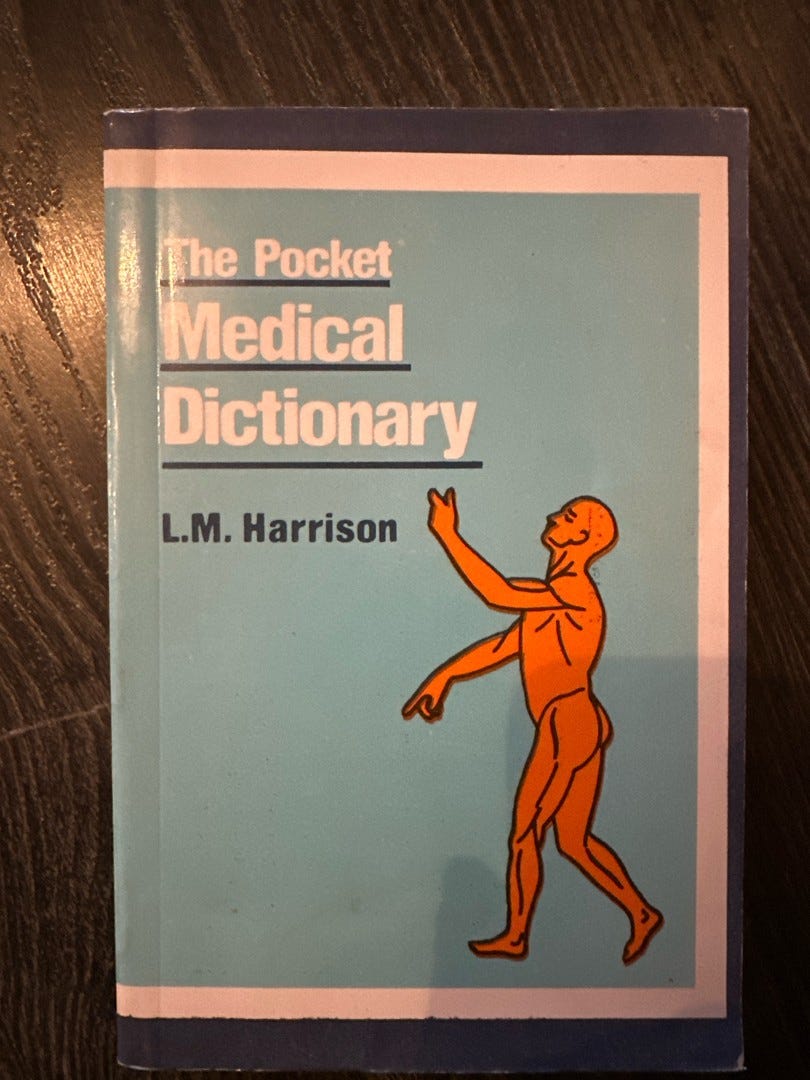 The Pocket
Medical
Dictionary
L.M. Harrison